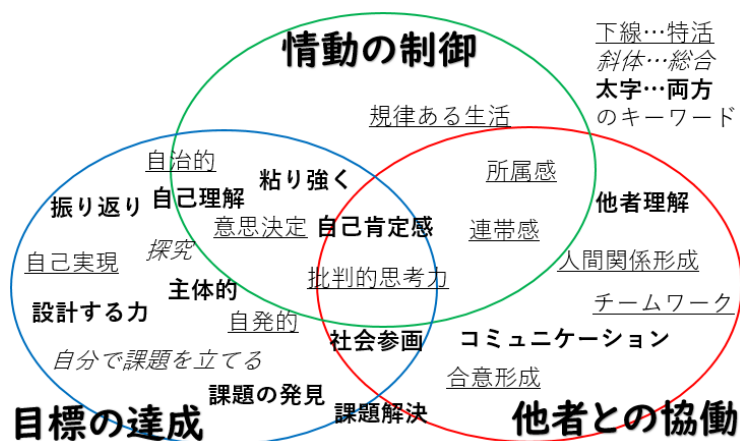 情動の制御
下線…特活
斜体…総合
太字…両方
のキーワード
規律ある生活
自治的
粘り強く
所属感
振り返り
自己理解
他者理解
意思決定
自己肯定感
連帯感
自己実現
探究
批判的思考力
人間関係形成
主体的
チームワーク
設計する力
自発的
社会参画
コミュニケーション
自分で課題を立てる
合意形成
課題の発見
課題解決
目標の達成
他者との協働